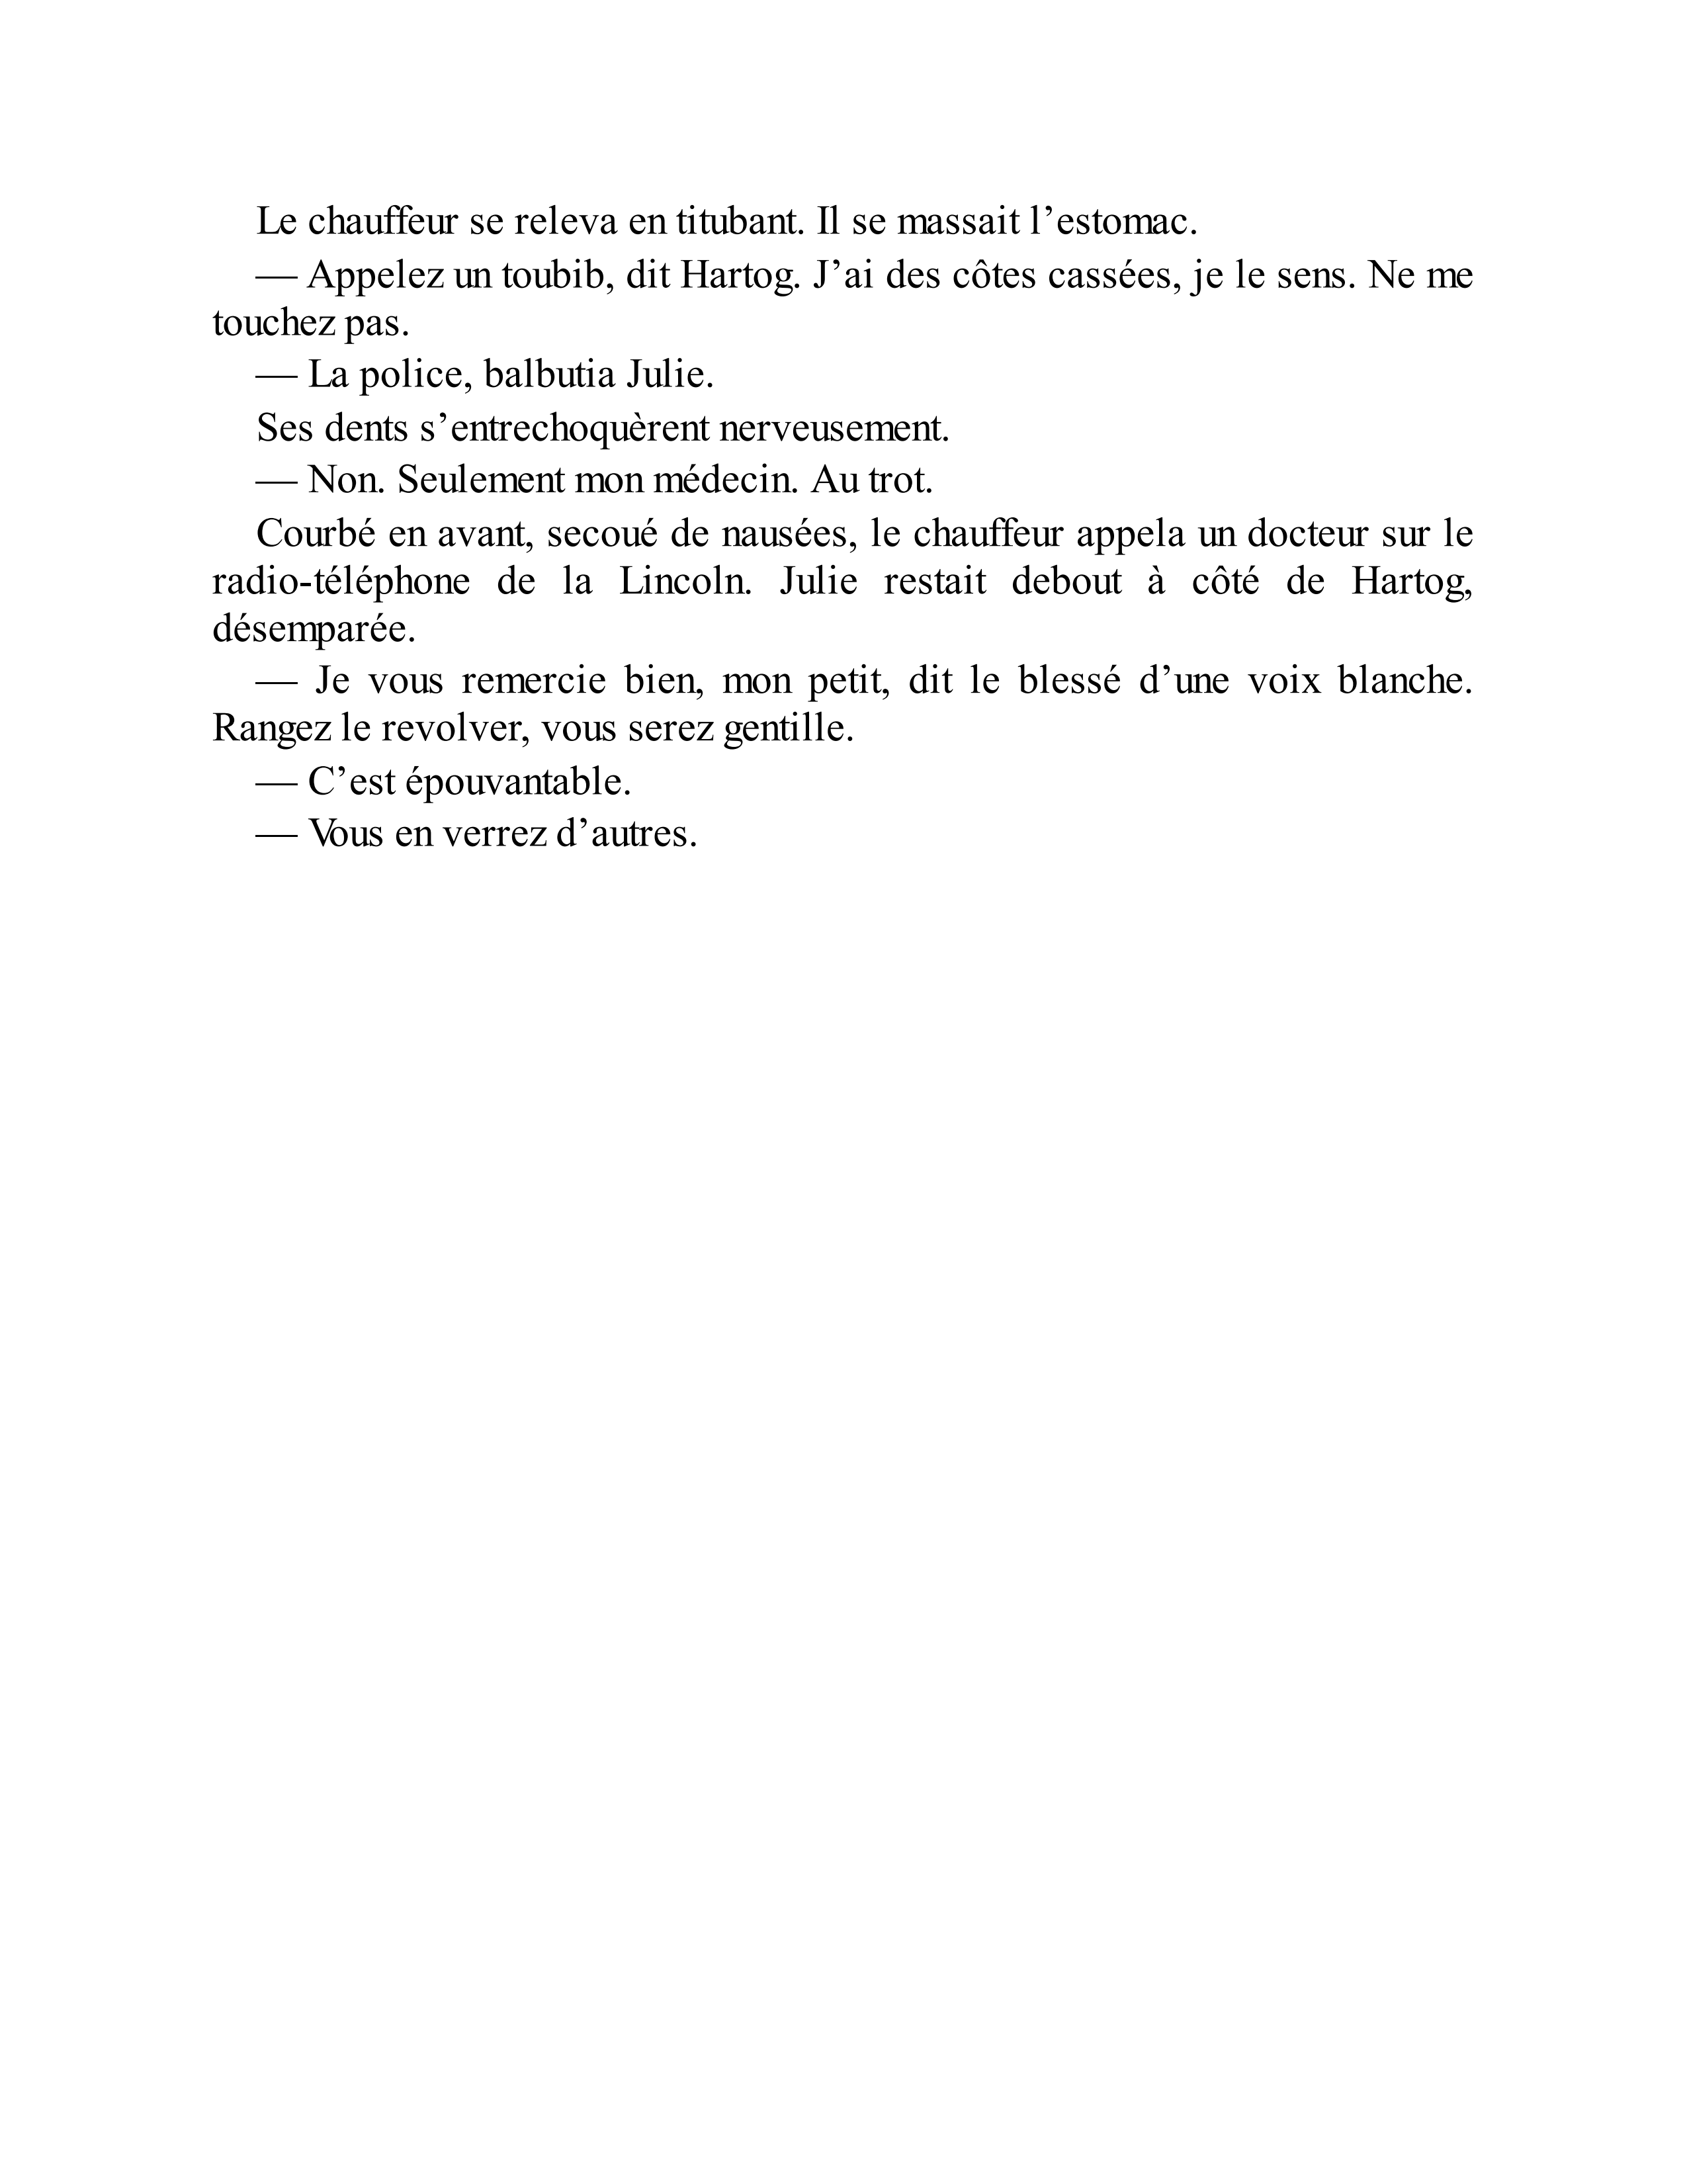 Le chauffeur se releva en titubant. Il se massait l’estomac.
— Appelez un toubib, dit Hartog. J’ai des côtes cassées, je le sens. Ne me
touchez pas.
— La police, balbutia Julie.
Ses dents s’entrechoquèrent nerveusement.
— Non. Seulement mon médecin. Au trot.
Courbé en avant, secoué de nausées, le chauffeur appela un docteur sur le
radio-téléphone de la Lincoln. Julie restait debout à côté de Hartog,
désemparée.
— Je vous remercie bien, mon petit, dit le blessé d’une voix blanche.
Rangez le revolver, vous serez gentille.
— C’est épouvantable.
— Vous en verrez d’autres.